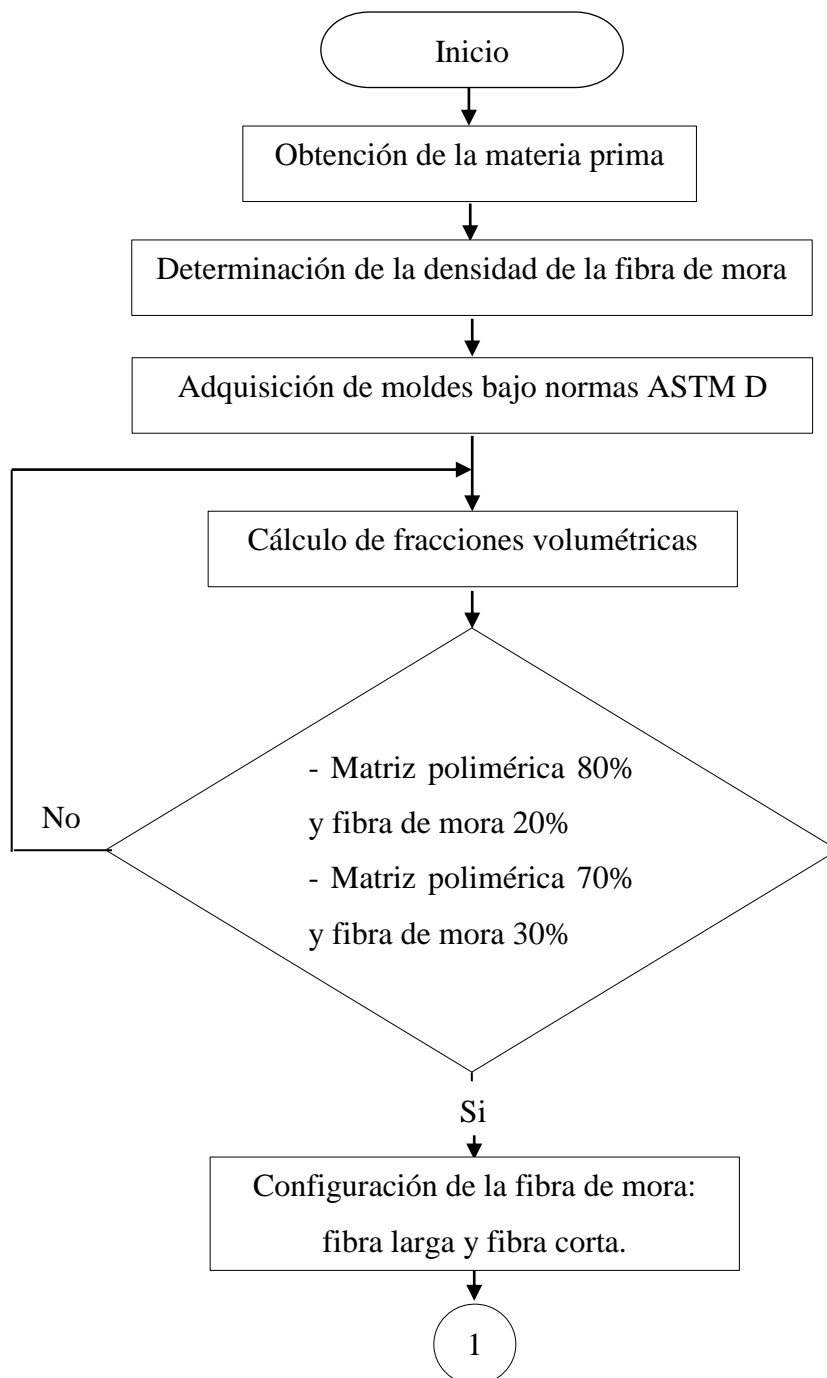 Inicio
Obtención de la materia prima
Determinación de la densidad de la fibra de mora
Adquisición de moldes bajo normas ASTM D
Cálculo de fracciones volumétricas
- Matriz polimérica 80%
y fibra de mora 20%
- Matriz polimérica 70%
y fibra de mora 30%
No
Si
Configuración de la fibra de mora:
fibra larga y fibra corta.
1